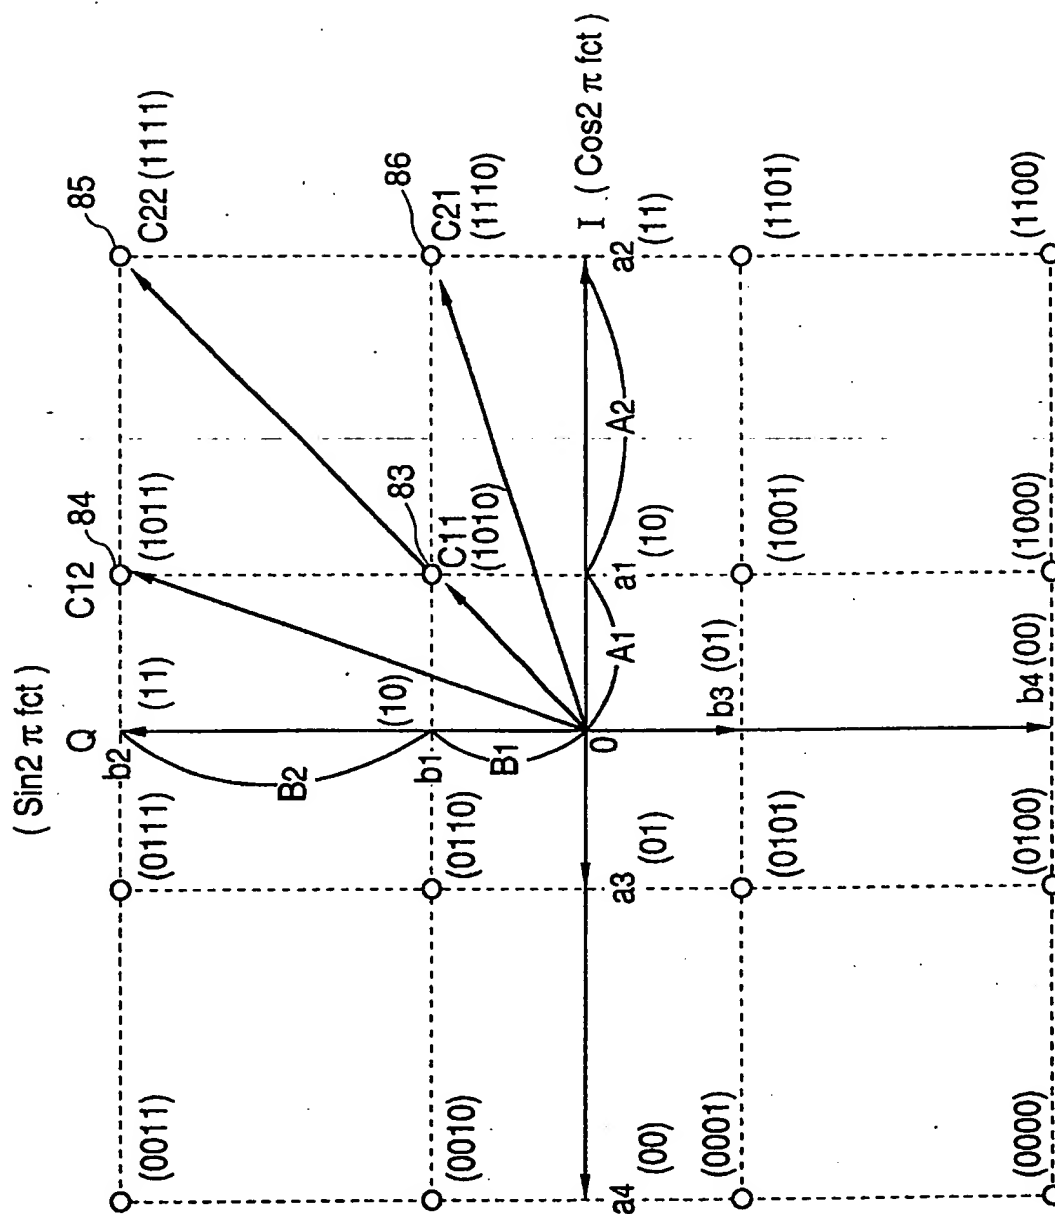 ( Sin2 π fct )
Q C12 84 85
b2
(0011) (0111) (11) (1011) C22 (1111)
B2
(10) 83 86
b1 C11 C21
(0010) (0110) (1010) (1110)
B1
0 I ( Cos2 π fct )
a4 a3 A1 a1 A2 a2
(00) (01) (10) (11)
(0001) b3 (01)
(0101) (1001) (1101)
(0000) (0100) b4 (00) (1000) (1100)